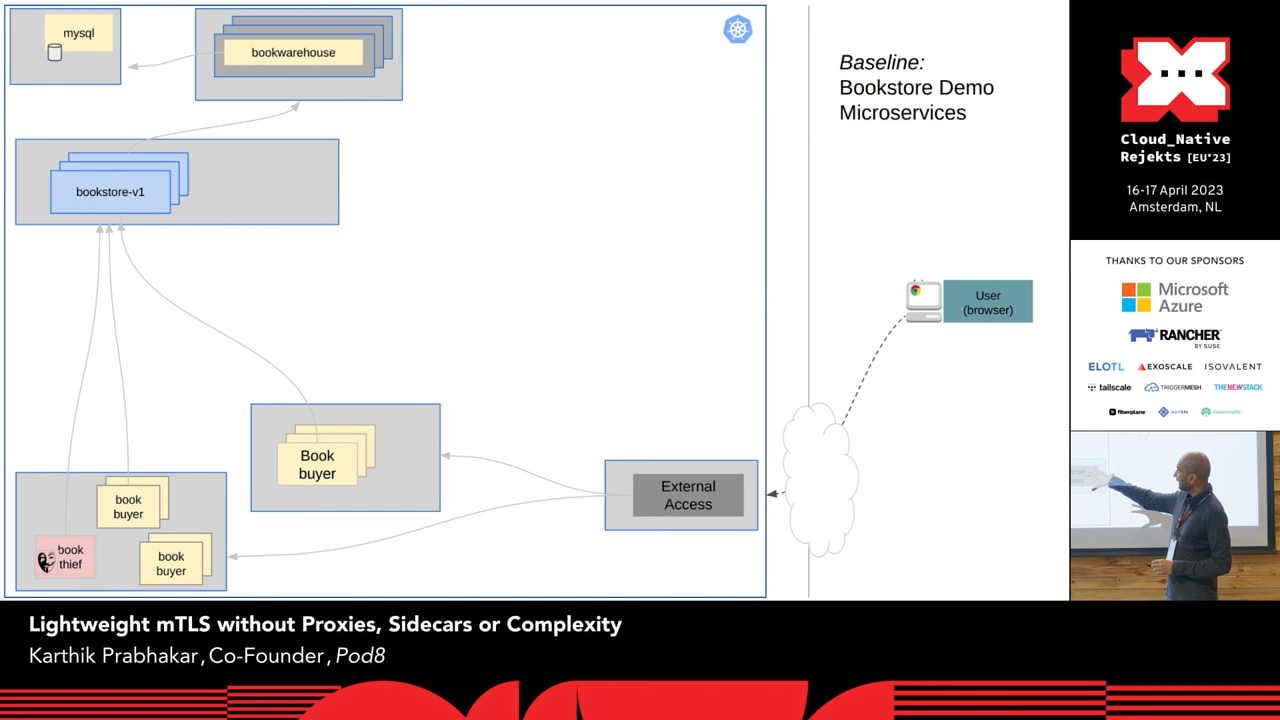 mysql
bookwarehouse
Baseline:
Bookstore Demo
Microservices
bookstore-v1
User
(browser)
Book
buyer
External
Access
book
buyer
book
thief
book
buyer
Cloud_Native
Rejekts [EU'23]
16-17 April 2023
Amsterdam, NL
THANKS TO OUR SPONSORS
Microsoft
Azure
RANCHER
BY SUSE
ELOTL
EXOSCALE
ISOVALENT
tailscale
TRIGGERMESH
THENEWSTACK
fiberplane
Lightweight mTLS without Proxies, Sidecars or Complexity
Karthik Prabhakar, Co-Founder, Pod8